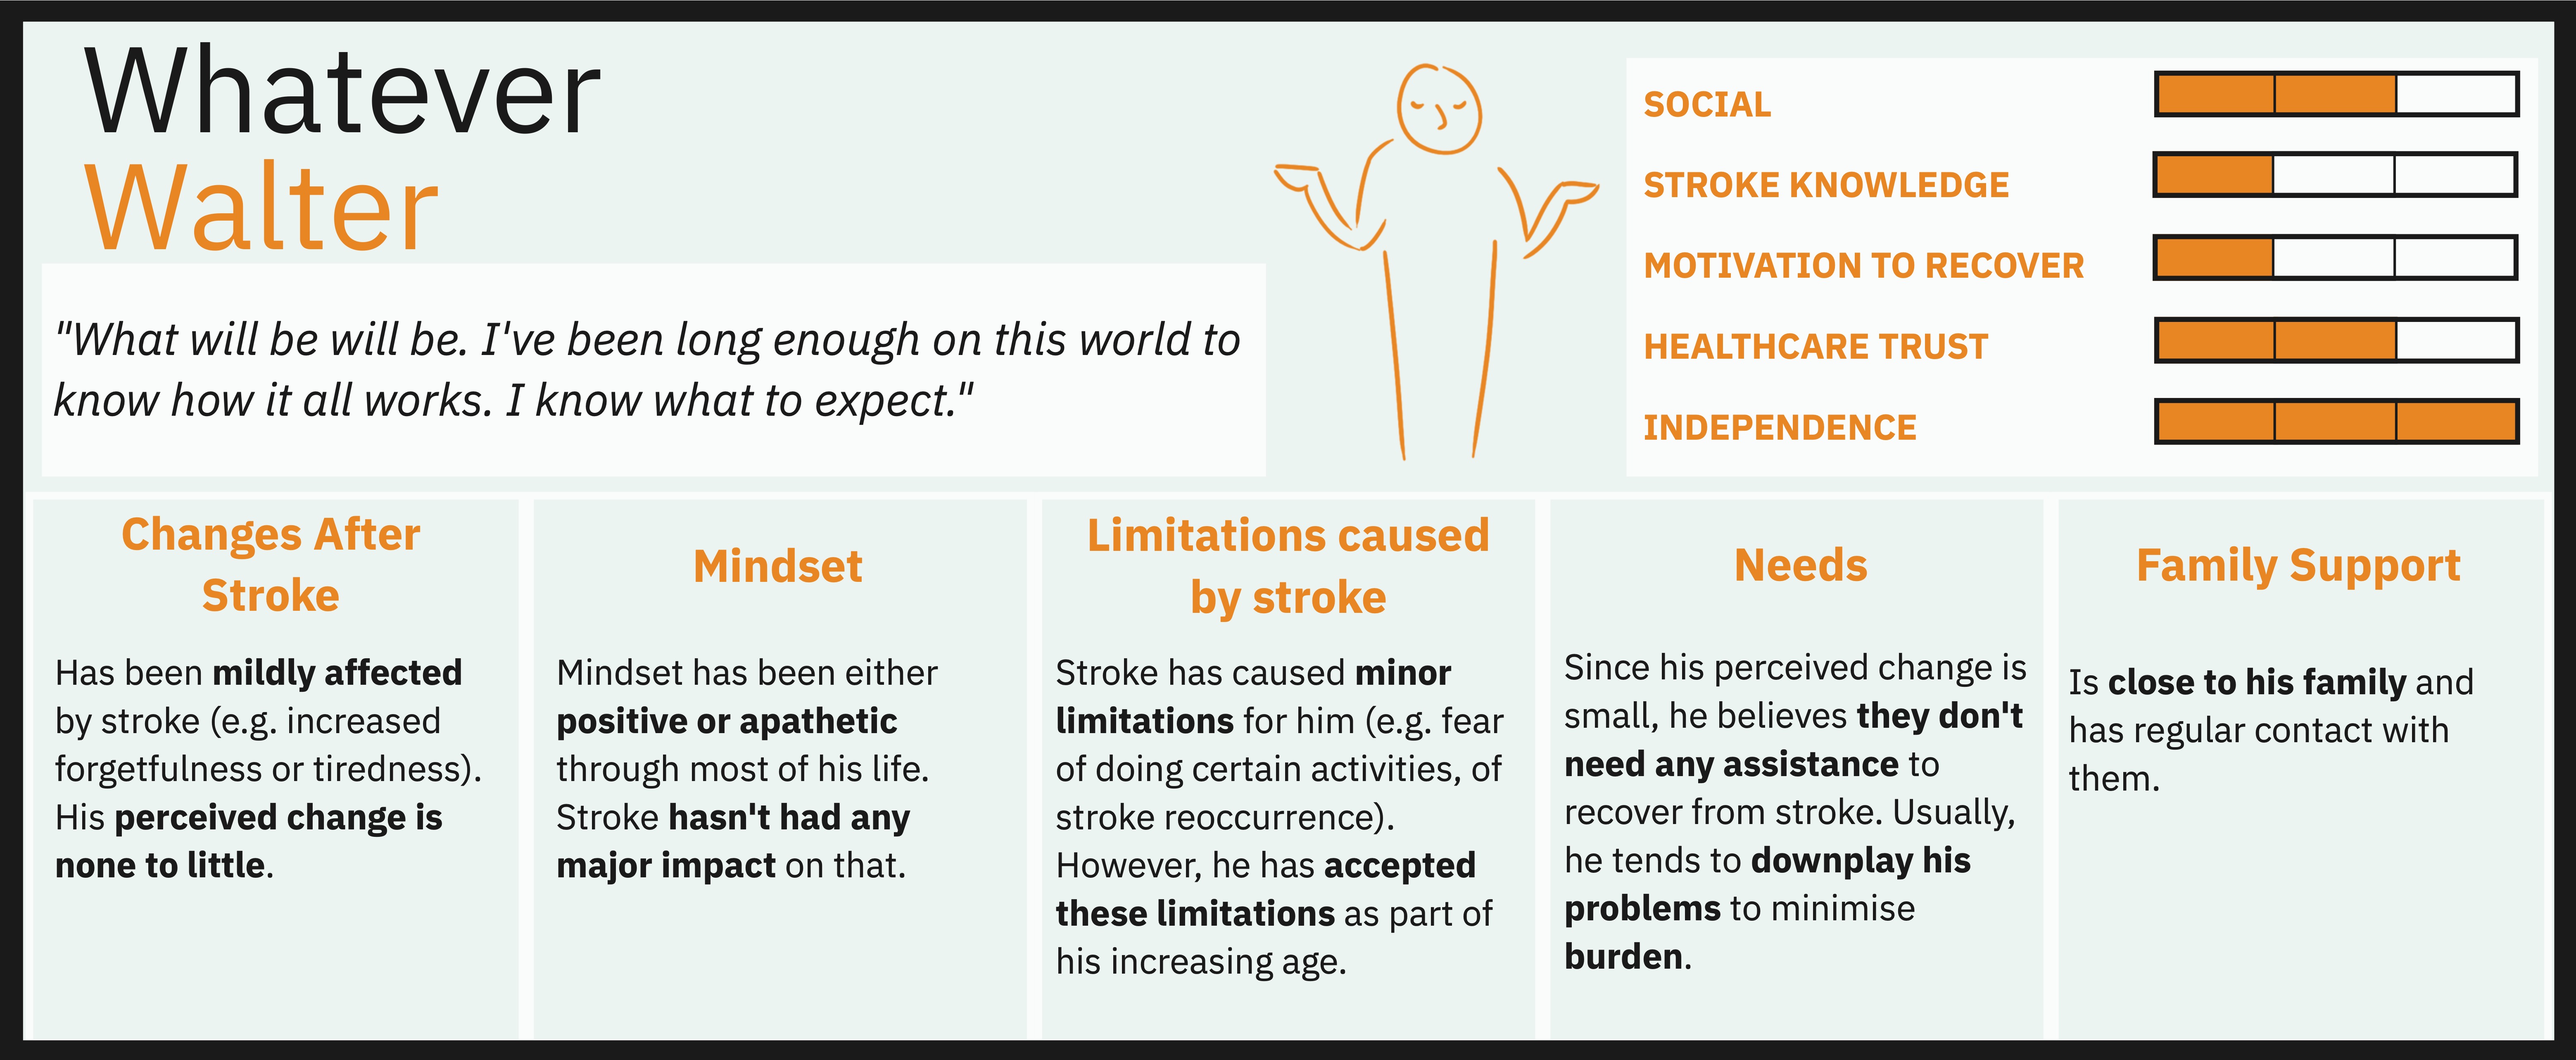 Whatever
Walter
"What will be will be. I've been long enough on this world to
know how it all works. I know what to expect."
SOCIAL
STROKE KNOWLEDGE
MOTIVATION TO RECOVER
HEALTHCARE TRUST
INDEPENDENCE
Changes After
Stroke
Has been mildly affected
by stroke (e.g. increased
forgetfulness or tiredness).
His perceived change is
none to little.
Mindset
Mindset has been either
positive or apathetic
through most of his life.
Stroke hasn't had any
major impact on that.
Limitations caused
by stroke
Stroke has caused minor
limitations for him (e.g. fear
of doing certain activities, of
stroke reoccurrence).
However, he has accepted
these limitations as part of
his increasing age.
Needs
Since his perceived change is
small, he believes they don't
need any assistance to
recover from stroke. Usually,
he tends to downplay his
problems to minimise
burden.
Family Support
Is close to his family and
has regular contact with
them.